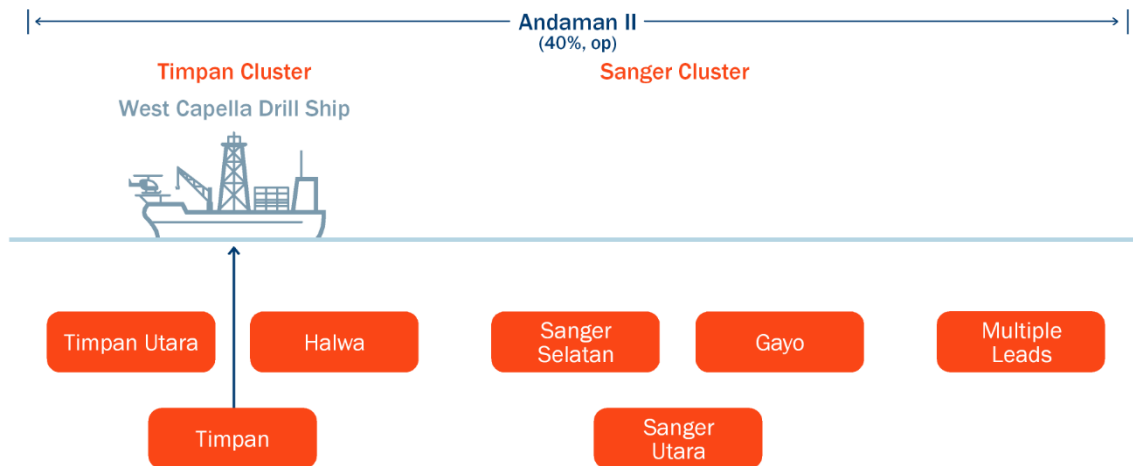 Andaman II
(40%, op)
Timpan Cluster
Sanger Cluster
West Capella Drill Ship
Timpan Utara
Halwa
Sanger
Selatan
Gayo
Multiple
Leads
Timpan
Sanger
Utara